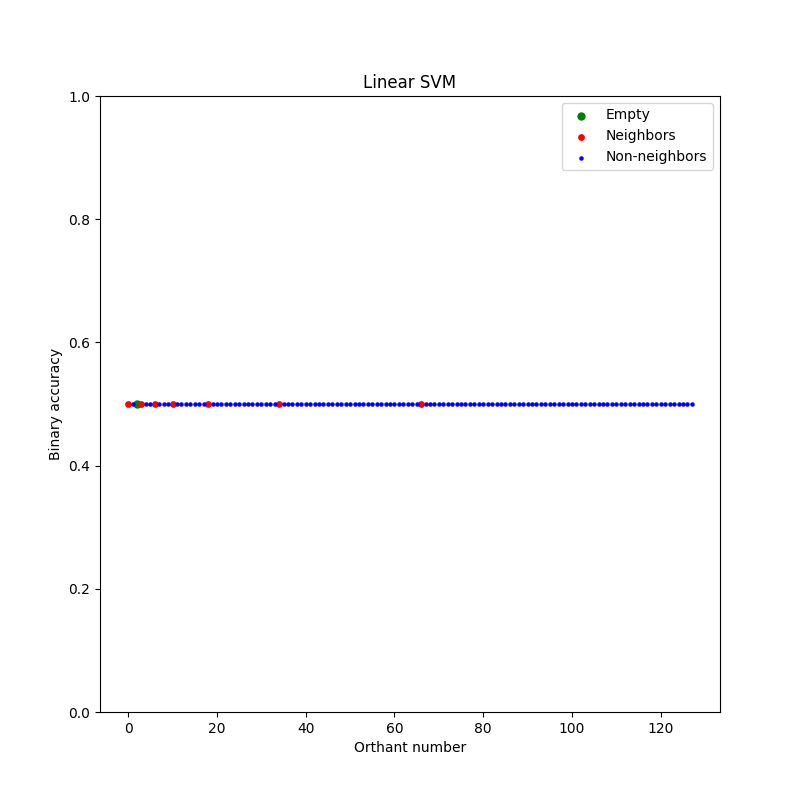 Linear SVM
Empty
Neighbors
Non-neighbors
1.0
0.8
0.6
0.4
0.2
0.0
Binary accuracy
0 20 40 60 80 100 120
Orthant number